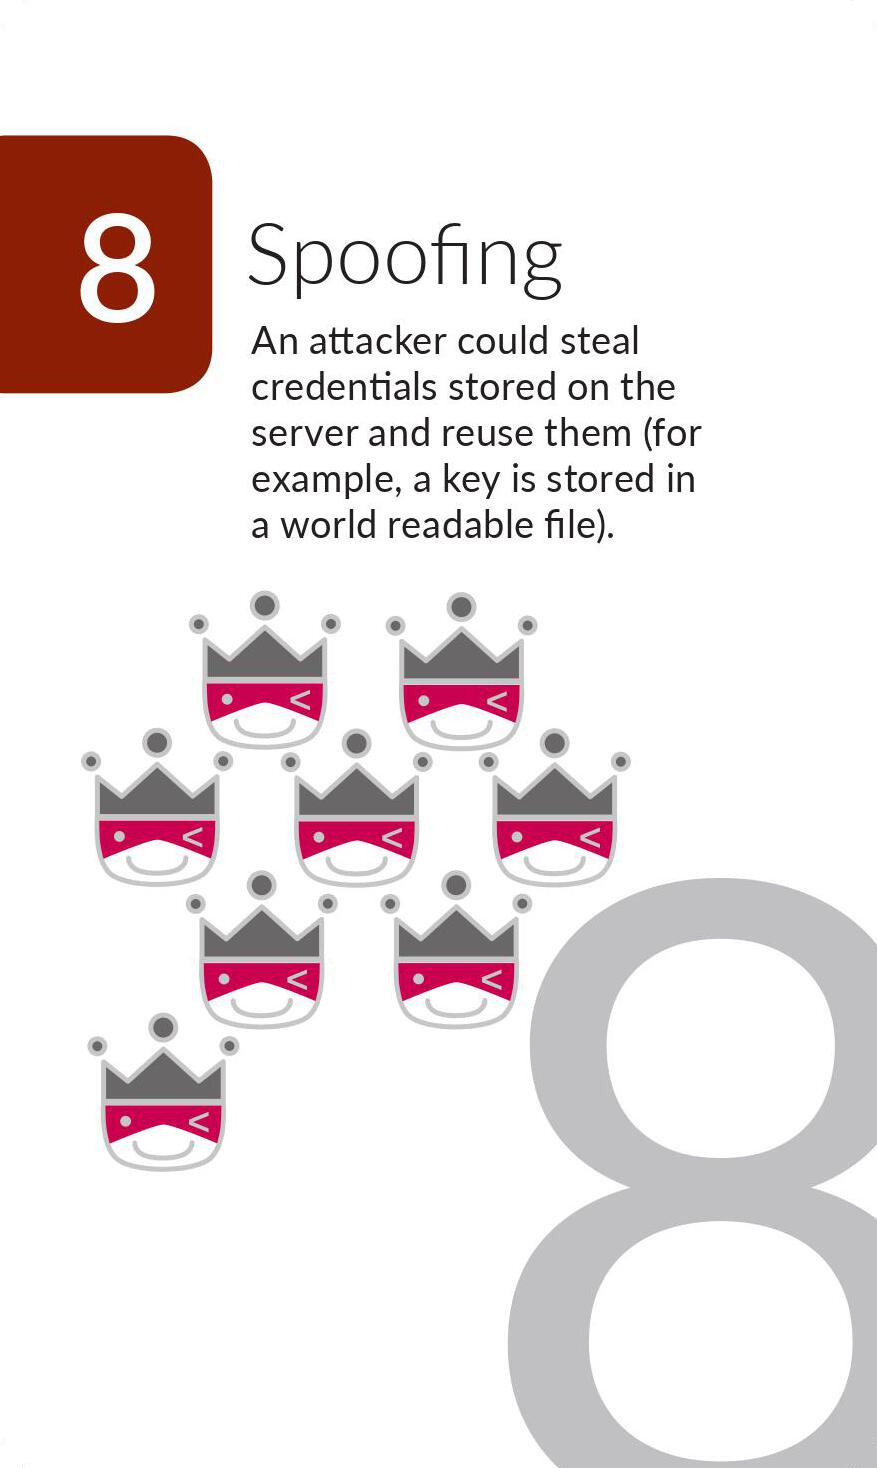 8
Spoofing
An attacker could steal
credentials stored on the
server and reuse them (for
example, a key is stored in
a world readable file).
8